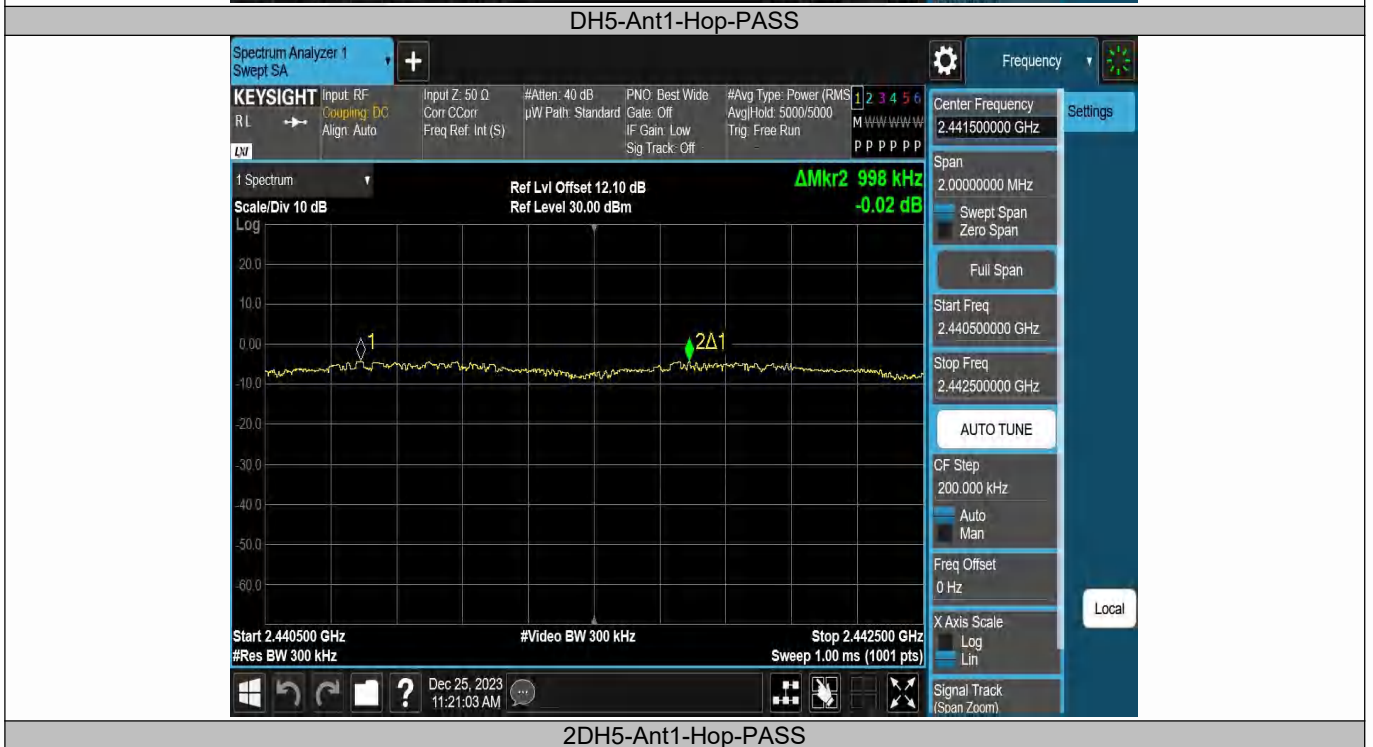 DH5-Ant1-Hop-PASS
Spectrum Analyzer 1
Swept SA
Frequency
KEYSIGHT
RL
LXI
Input: RF
Coupling: DC
Align: Auto
Input Z: 50 Ω
Corr CCorr
Freq Ref: Int (S)
#Atten: 40 dB
µW Path: Standard
PNO: Best Wide
Gate: Off
IF Gain: Low
Sig Track: Off
#Avg Type: Power (RMS
Avg|Hold: 5000/5000
Trig: Free Run
1 2 3 4 5 6
M W W W W W
P P P P P P
1 Spectrum
Scale/Div 10 dB
Log
Ref Lvl Offset 12.10 dB
Ref Level 30.00 dBm
ΔMkr2 998 kHz
-0.02 dB
20.0
10.0
0.00
-10.0
-20.0
-30.0
-40.0
-50.0
-60.0
1
2Δ1
Start 2.440500 GHz
#Res BW 300 kHz
#Video BW 300 kHz
Stop 2.442500 GHz
Sweep 1.00 ms (1001 pts)
Dec 25, 2023
11:21:03 AM
Center Frequency
2.441500000 GHz
Settings
Span
2.00000000 MHz
Swept Span
Zero Span
Full Span
Start Freq
2.440500000 GHz
Stop Freq
2.442500000 GHz
AUTO TUNE
CF Step
200.000 kHz
Auto
Man
Freq Offset
0 Hz
Local
X Axis Scale
Log
Lin
Signal Track
(Span Zoom)
2DH5-Ant1-Hop-PASS